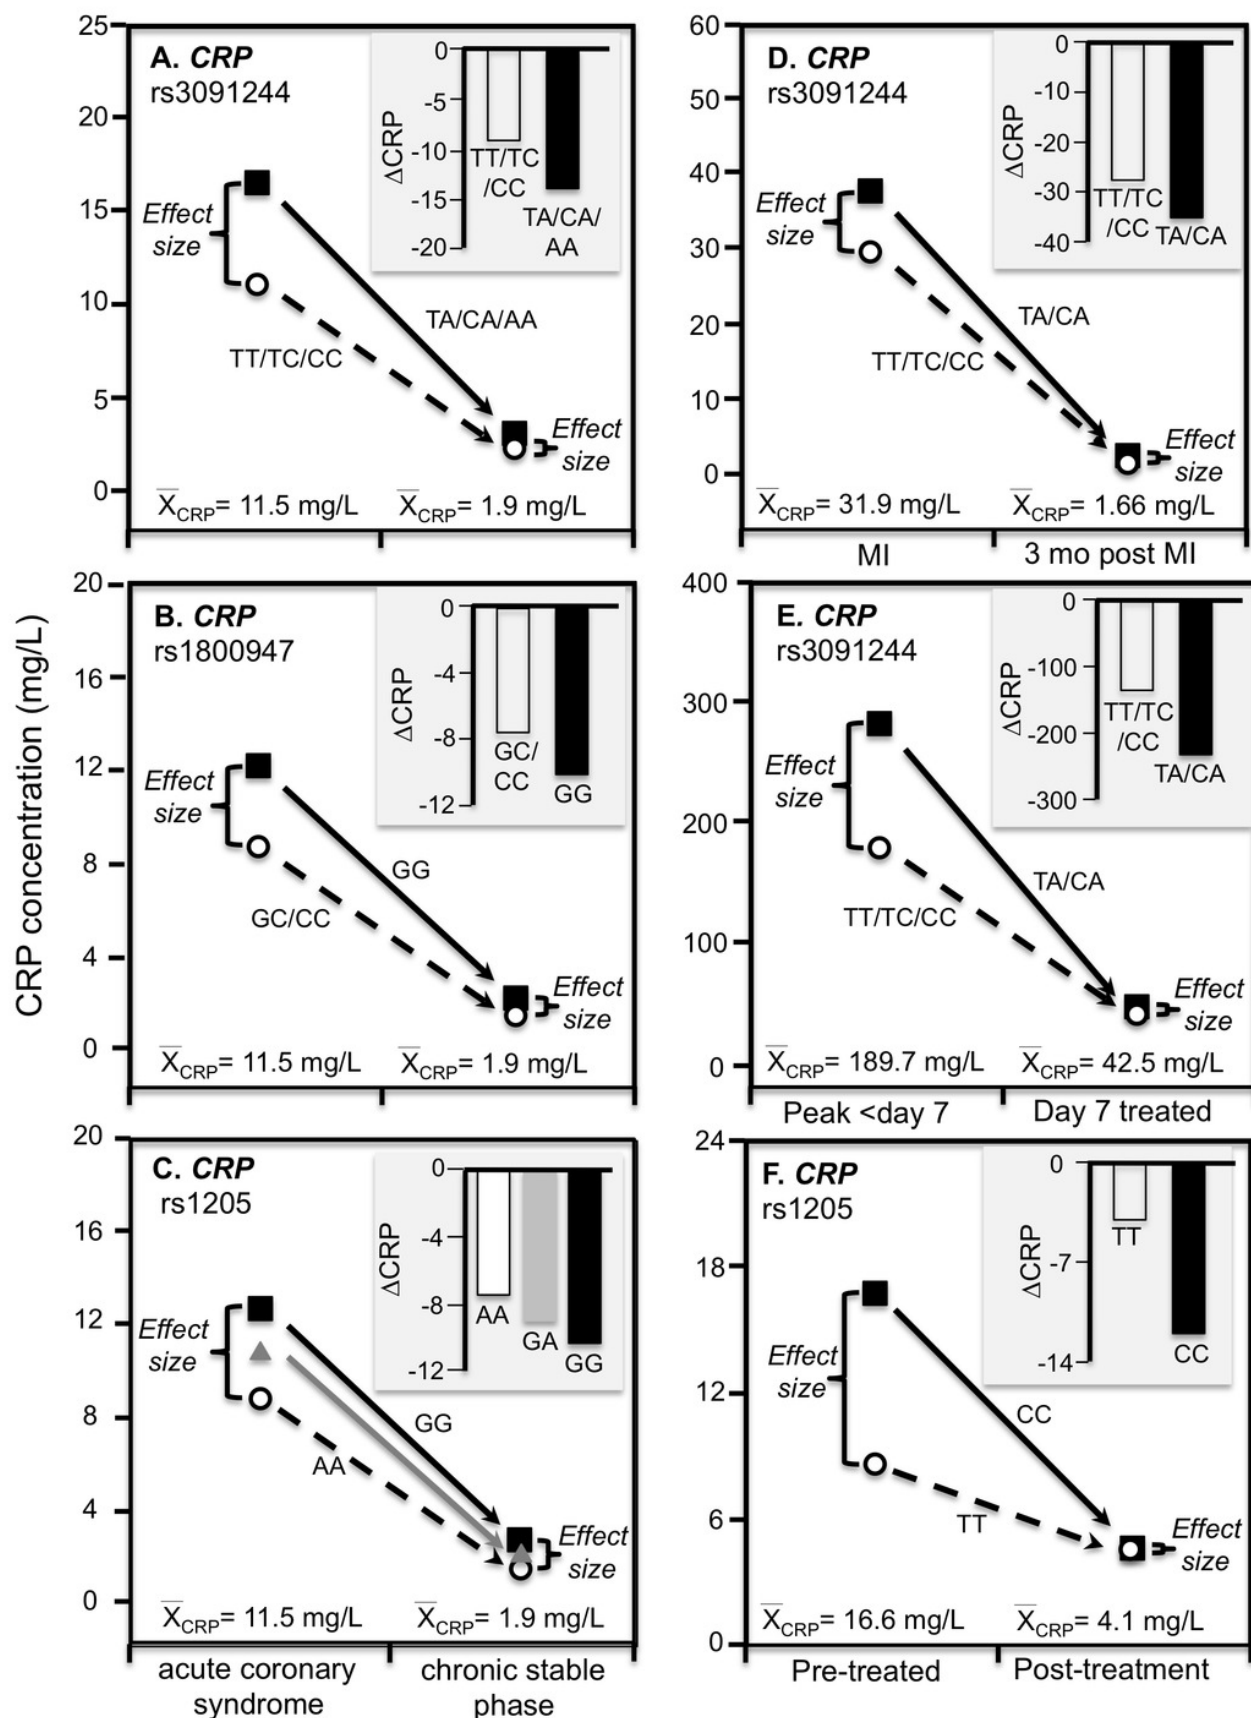 CRP concentration (mg/L)
25
20
15
10
5
0
A. CRP
rs3091244
0
-5
-10
-15
-20
ΔCRP
TT/TC
/CC
TA/CA/
AA
Effect
size
TA/CA/AA
TT/TC/CC
Effect
size
X̅CRP= 11.5 mg/L
X̅CRP= 1.9 mg/L
60
50
40
30
20
10
0
D. CRP
rs3091244
0
-10
-20
-30
-40
ΔCRP
TT/TC
/CC
TA/CA
Effect
size
TA/CA
TT/TC/CC
Effect
size
X̅CRP= 31.9 mg/L
X̅CRP= 1.66 mg/L
MI
3 mo post MI
20
16
12
8
4
0
B. CRP
rs1800947
0
-4
-8
-12
ΔCRP
GC/
CC
GG
Effect
size
GG
GC/CC
Effect
size
X̅CRP= 11.5 mg/L
X̅CRP= 1.9 mg/L
400
300
200
100
0
E. CRP
rs3091244
0
-100
-200
-300
ΔCRP
TT/TC
/CC
TA/CA
Effect
size
TA/CA
TT/TC/CC
Effect
size
X̅CRP= 189.7 mg/L
X̅CRP= 42.5 mg/L
Peak <day 7
Day 7 treated
20
16
12
8
4
0
C. CRP
rs1205
0
-4
-8
-12
ΔCRP
AA
GA
GG
Effect
size
GG
AA
Effect
size
X̅CRP= 11.5 mg/L
X̅CRP= 1.9 mg/L
acute coronary
syndrome
chronic stable
phase
24
18
12
6
0
F. CRP
rs1205
0
-7
-14
ΔCRP
TT
CC
Effect
size
CC
TT
Effect
size
X̅CRP= 16.6 mg/L
X̅CRP= 4.1 mg/L
Pre-treated
Post-treatment